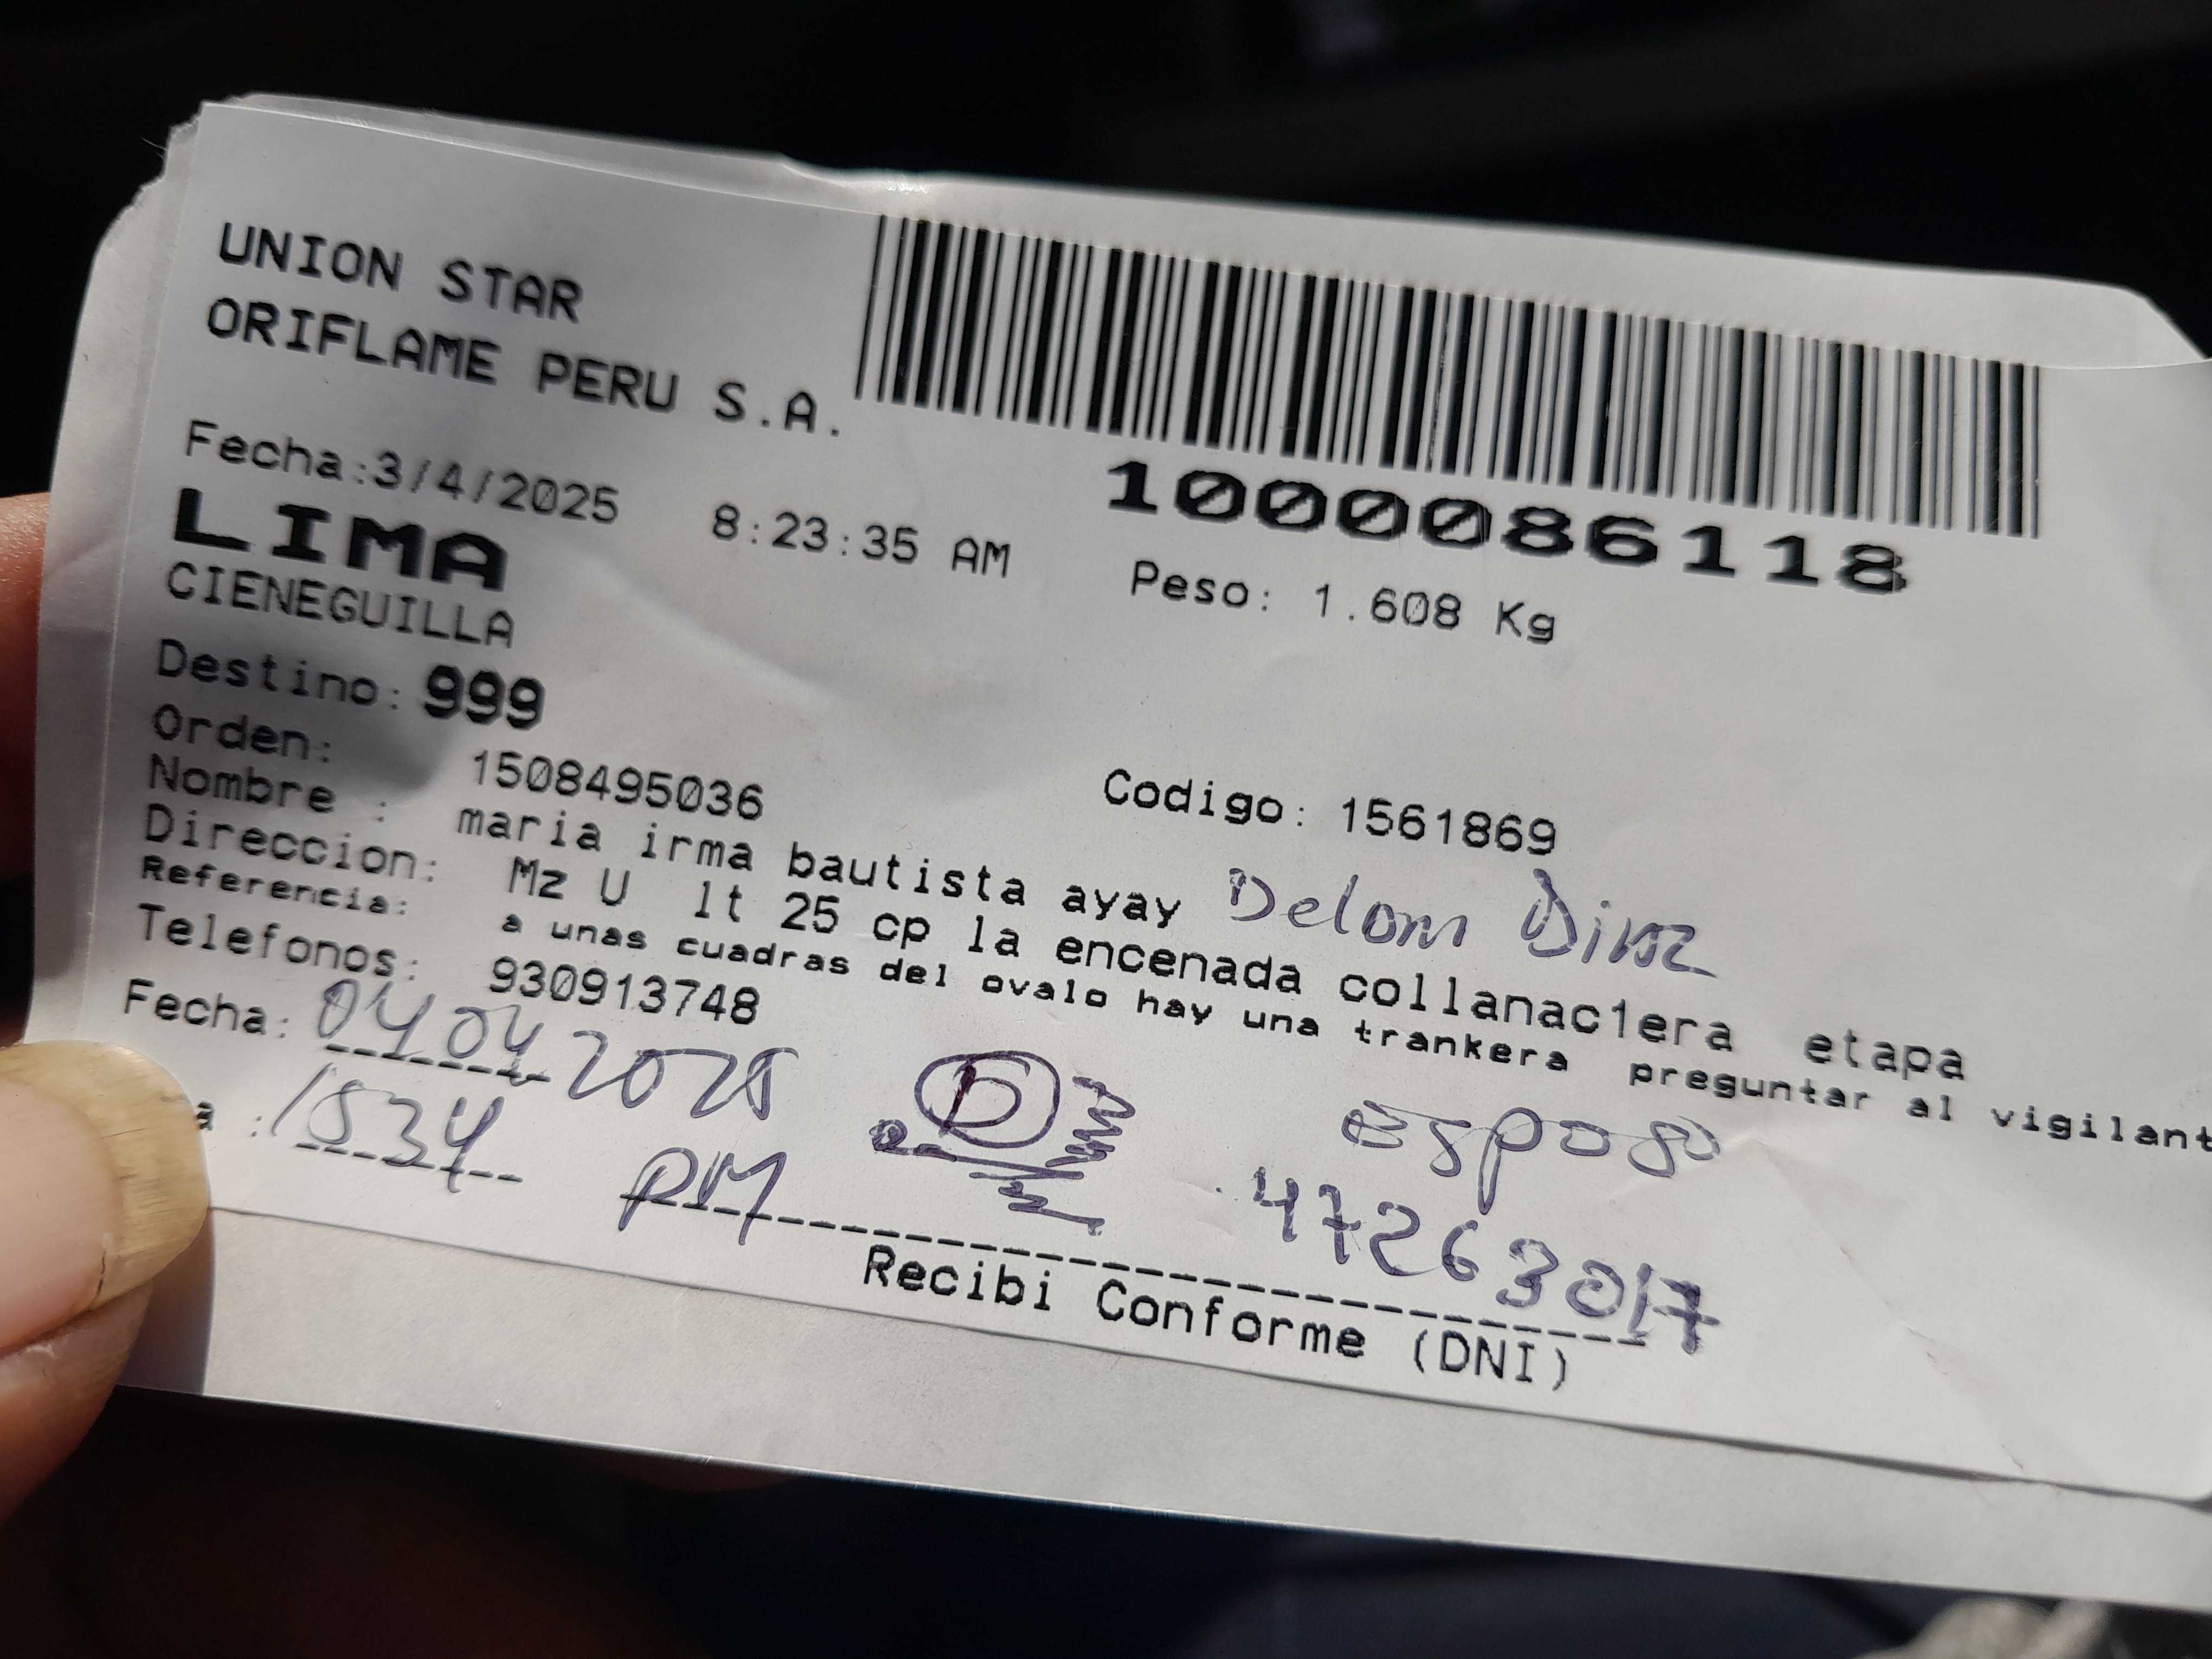 UNION STAR
ORIFLAME PERU S.A.
Fecha:3/4/2025 8:23:35 AM
1000086118
LIMA
Peso: 1.608 Kg
CIENEGUILLA
Destino: 999
Orden: 1508495036 Codigo: 1561869
Nombre : maria irma bautista ayay
Direccion: Mz U lt 25 cp la encenada collanac1era etapa
Referencia: a unas cuadras del ovalo hay una trankera preguntar al vigilant
Telefonos: 930913748
Fecha: 04 04 2025
a : 1534 PM
esposo
47263017
Recibi Conforme (DNI)